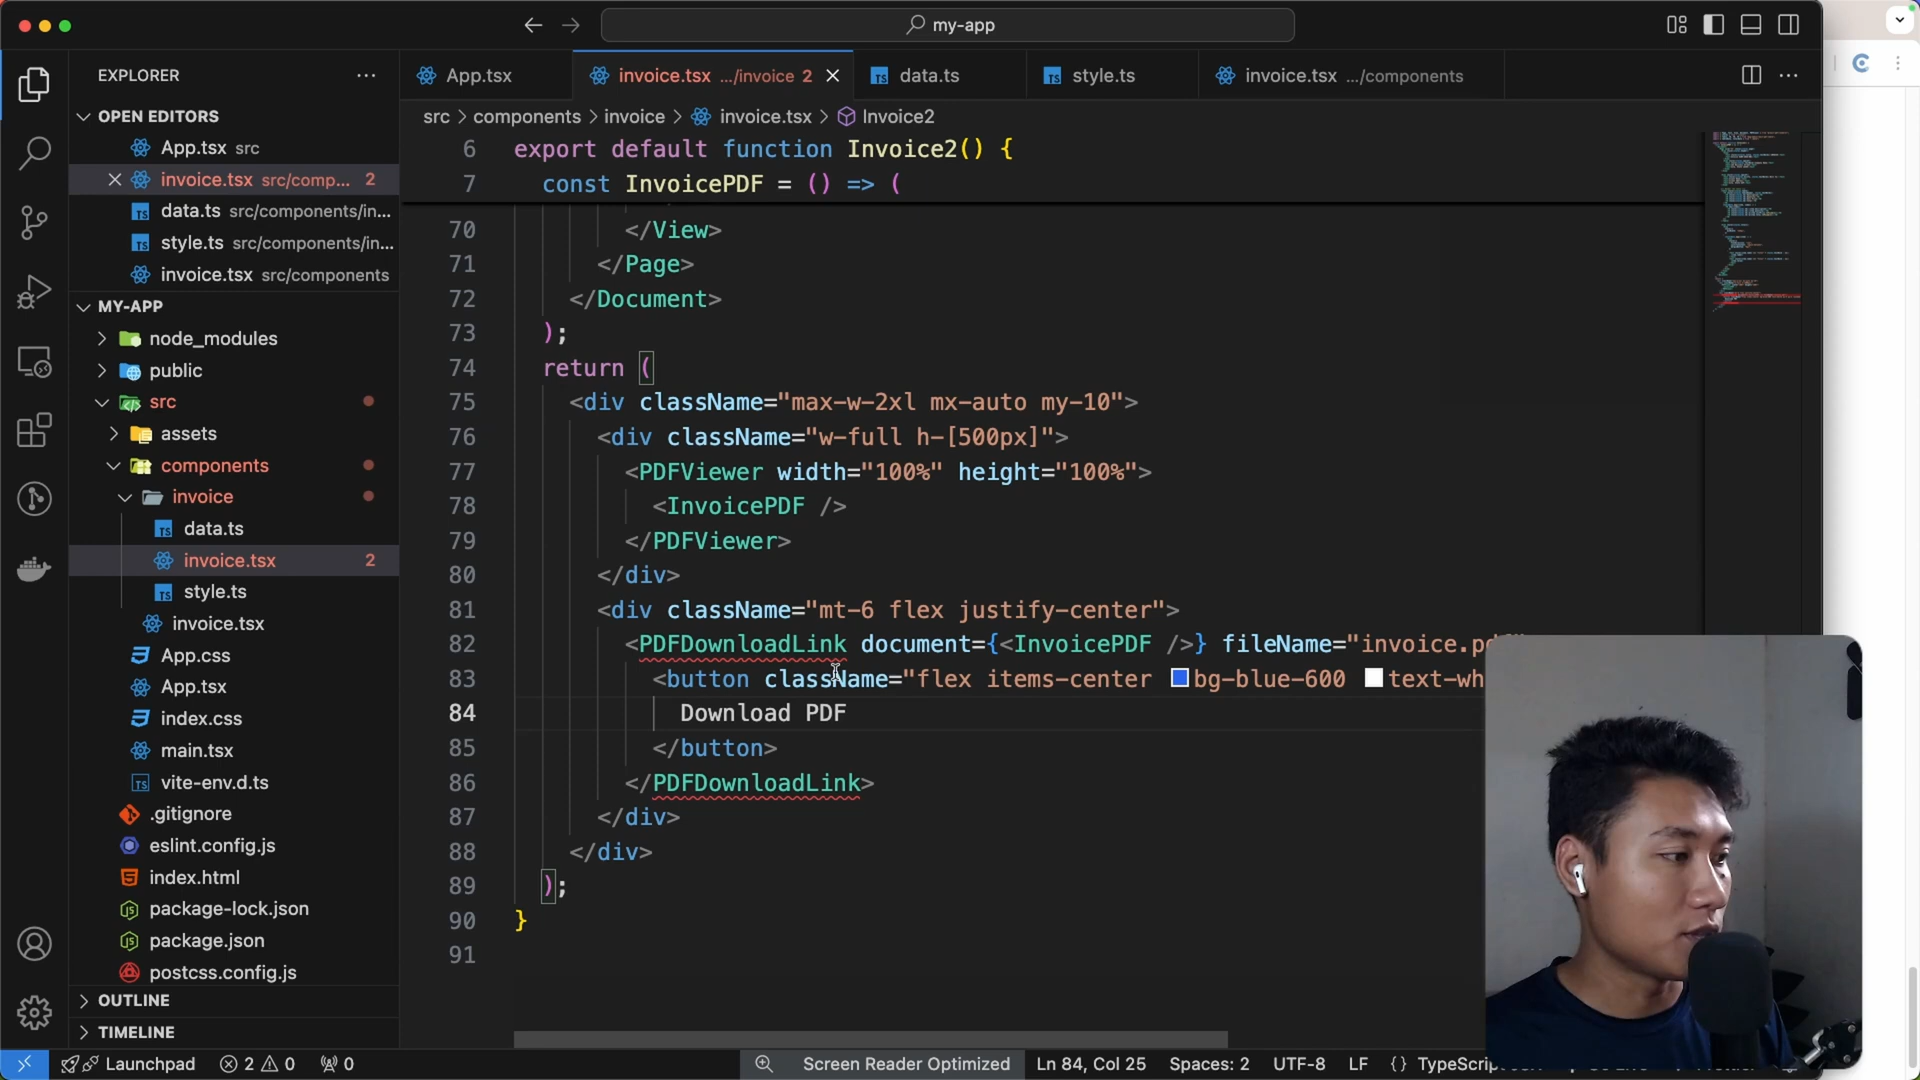 my-app
EXPLORER
OPEN EDITORS
App.tsx src
invoice.tsx src/comp... 2
data.ts src/components/in...
style.ts src/components/in...
invoice.tsx src/components
MY-APP
node_modules
public
src
assets
components
invoice
data.ts
invoice.tsx 2
style.ts
invoice.tsx
App.css
App.tsx
index.css
main.tsx
vite-env.d.ts
.gitignore
eslint.config.js
index.html
package-lock.json
package.json
postcss.config.js
OUTLINE
TIMELINE
App.tsx
invoice.tsx .../invoice 2
data.ts
style.ts
invoice.tsx .../components
src > components > invoice > invoice.tsx > Invoice2
6 export default function Invoice2() {
7 const InvoicePDF = () => (
70 </View>
71 </Page>
72 </Document>
73 );
74 return (
75 <div className="max-w-2xl mx-auto my-10">
76 <div className="w-full h-[500px]">
77 <PDFViewer width="100%" height="100%">
78 <InvoicePDF />
79 </PDFViewer>
80 </div>
81 <div className="mt-6 flex justify-center">
82 <PDFDownloadLink document={<InvoicePDF />} fileName="invoice.pdf"
83 <button className="flex items-center bg-blue-600 text-wh
84 Download PDF
85 </button>
86 </PDFDownloadLink>
87 </div>
88 </div>
89 );
90 }
91
Launchpad 2 0 0
Screen Reader Optimized
Ln 84, Col 25 Spaces: 2 UTF-8 LF {} TypeScript